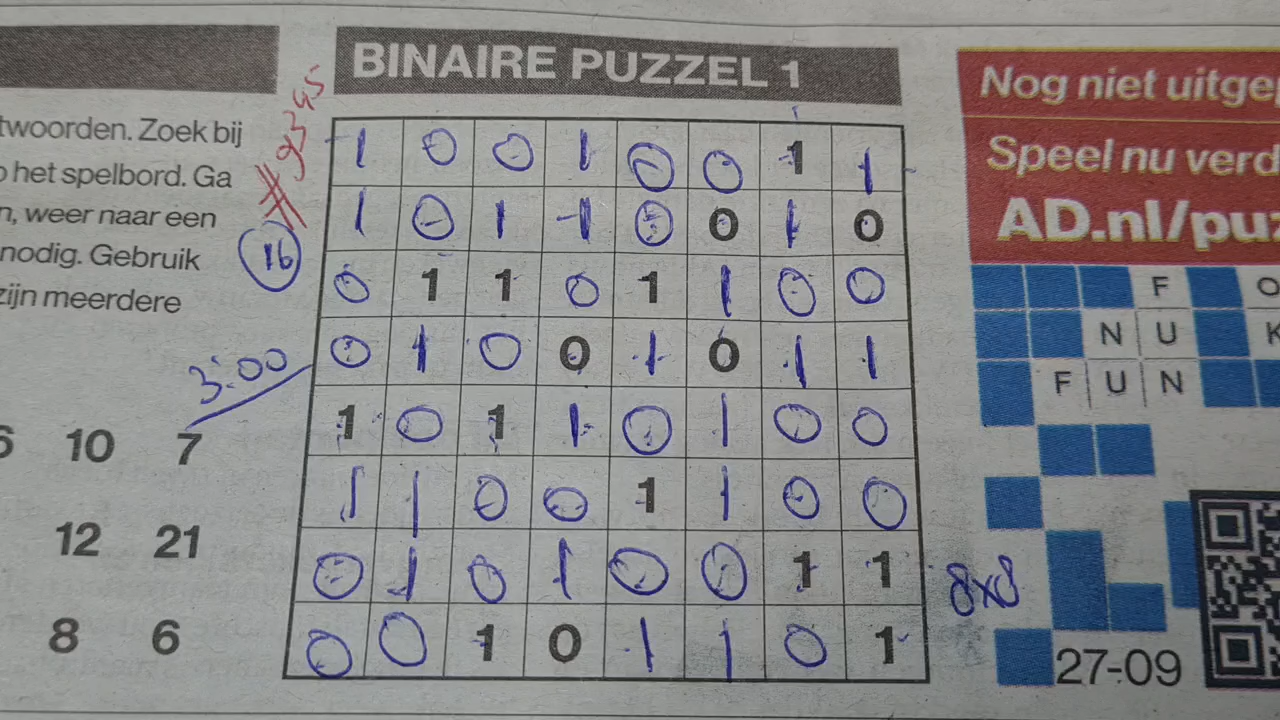 BINAIRE PUZZEL 1
twoorden. Zoek bij
het spelbord. Ga
n, weer naar een
nodig. Gebruik
zijn meerdere
#9345
16
3:00
10 7
12 21
8 6
1 0 0 1 0 0 1 1
1 0 1 1 0 0 1 0
0 1 1 0 1 1 0 0
0 1 0 0 1 0 1 1
1 0 1 1 0 1 0 0
1 1 0 0 1 1 0 0
0 1 0 1 0 0 1 1
0 0 1 0 1 1 0 1
8x8
Nog niet uitge
Speel nu verd
AD.nl/puz
F O
N U K
F U N
27-09